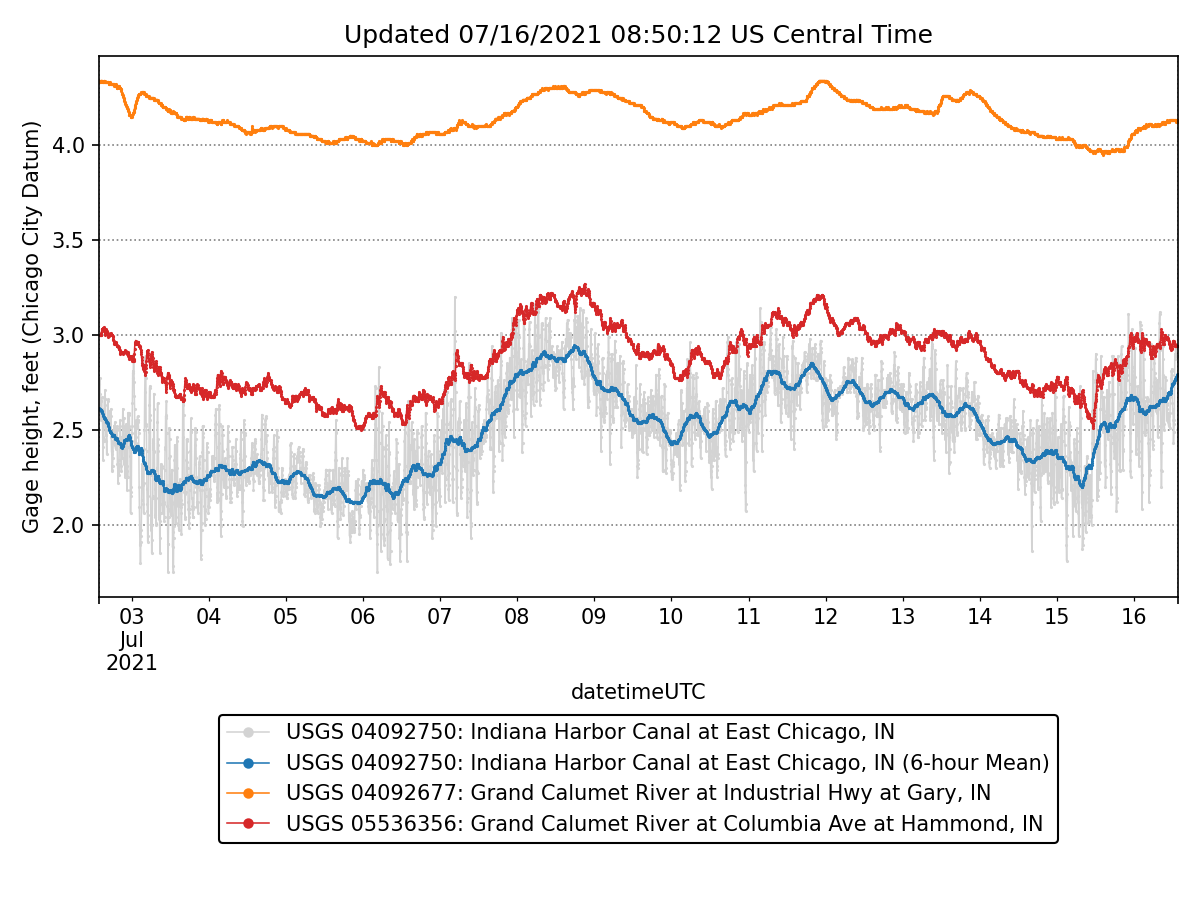 Updated 07/16/2021 08:50:12 US Central Time
Gage height, feet (Chicago City Datum)
4.0
3.5
3.0
2.5
2.0
03 04 05 06 07 08 09 10 11 12 13 14 15 16
Jul
2021
datetimeUTC
USGS 04092750: Indiana Harbor Canal at East Chicago, IN
USGS 04092750: Indiana Harbor Canal at East Chicago, IN (6-hour Mean)
USGS 04092677: Grand Calumet River at Industrial Hwy at Gary, IN
USGS 05536356: Grand Calumet River at Columbia Ave at Hammond, IN